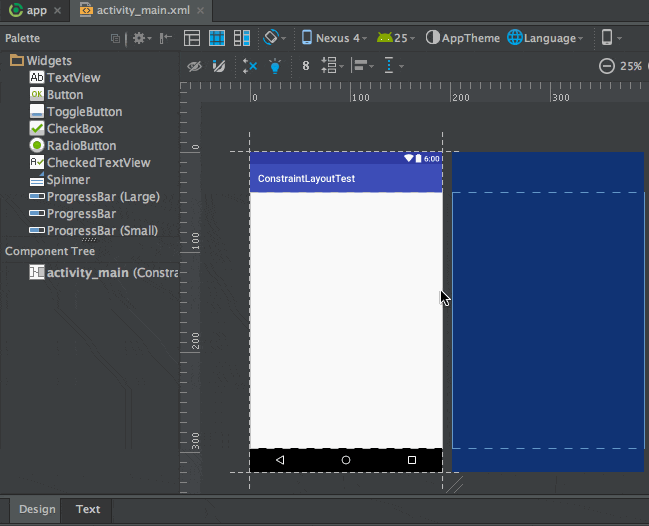 app activity_main.xml
Palette Nexus 4 25 AppTheme Language
Widgets
8 25%
Ab TextView
OK Button
ToggleButton
CheckBox
RadioButton
A CheckedTextView
Spinner
ProgressBar (Large)
ProgressBar
ProgressBar (Small)
Component Tree
activity_main (Constra
0 100 200 300
0
100
200
300
6:00
ConstraintLayoutTest
Design Text